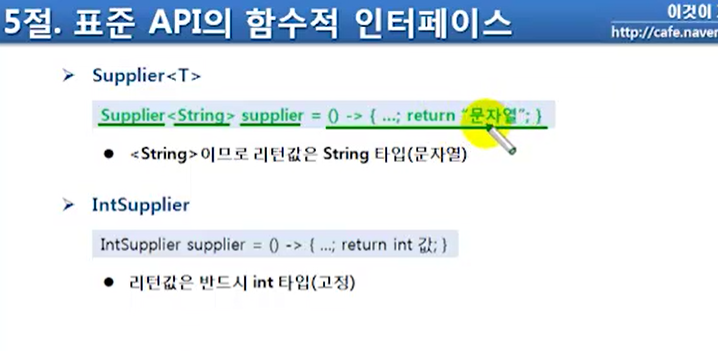 5절. 표준 API의 함수적 인터페이스
이것이
http://cafe.naver
➢ Supplier<T>
Supplier<String> supplier = () -> { ...; return “문자열”; }
● <String>이므로 리턴값은 String 타입(문자열)
➢ IntSupplier
IntSupplier supplier = () -> { ...; return int 값; }
● 리턴값은 반드시 int 타입(고정)